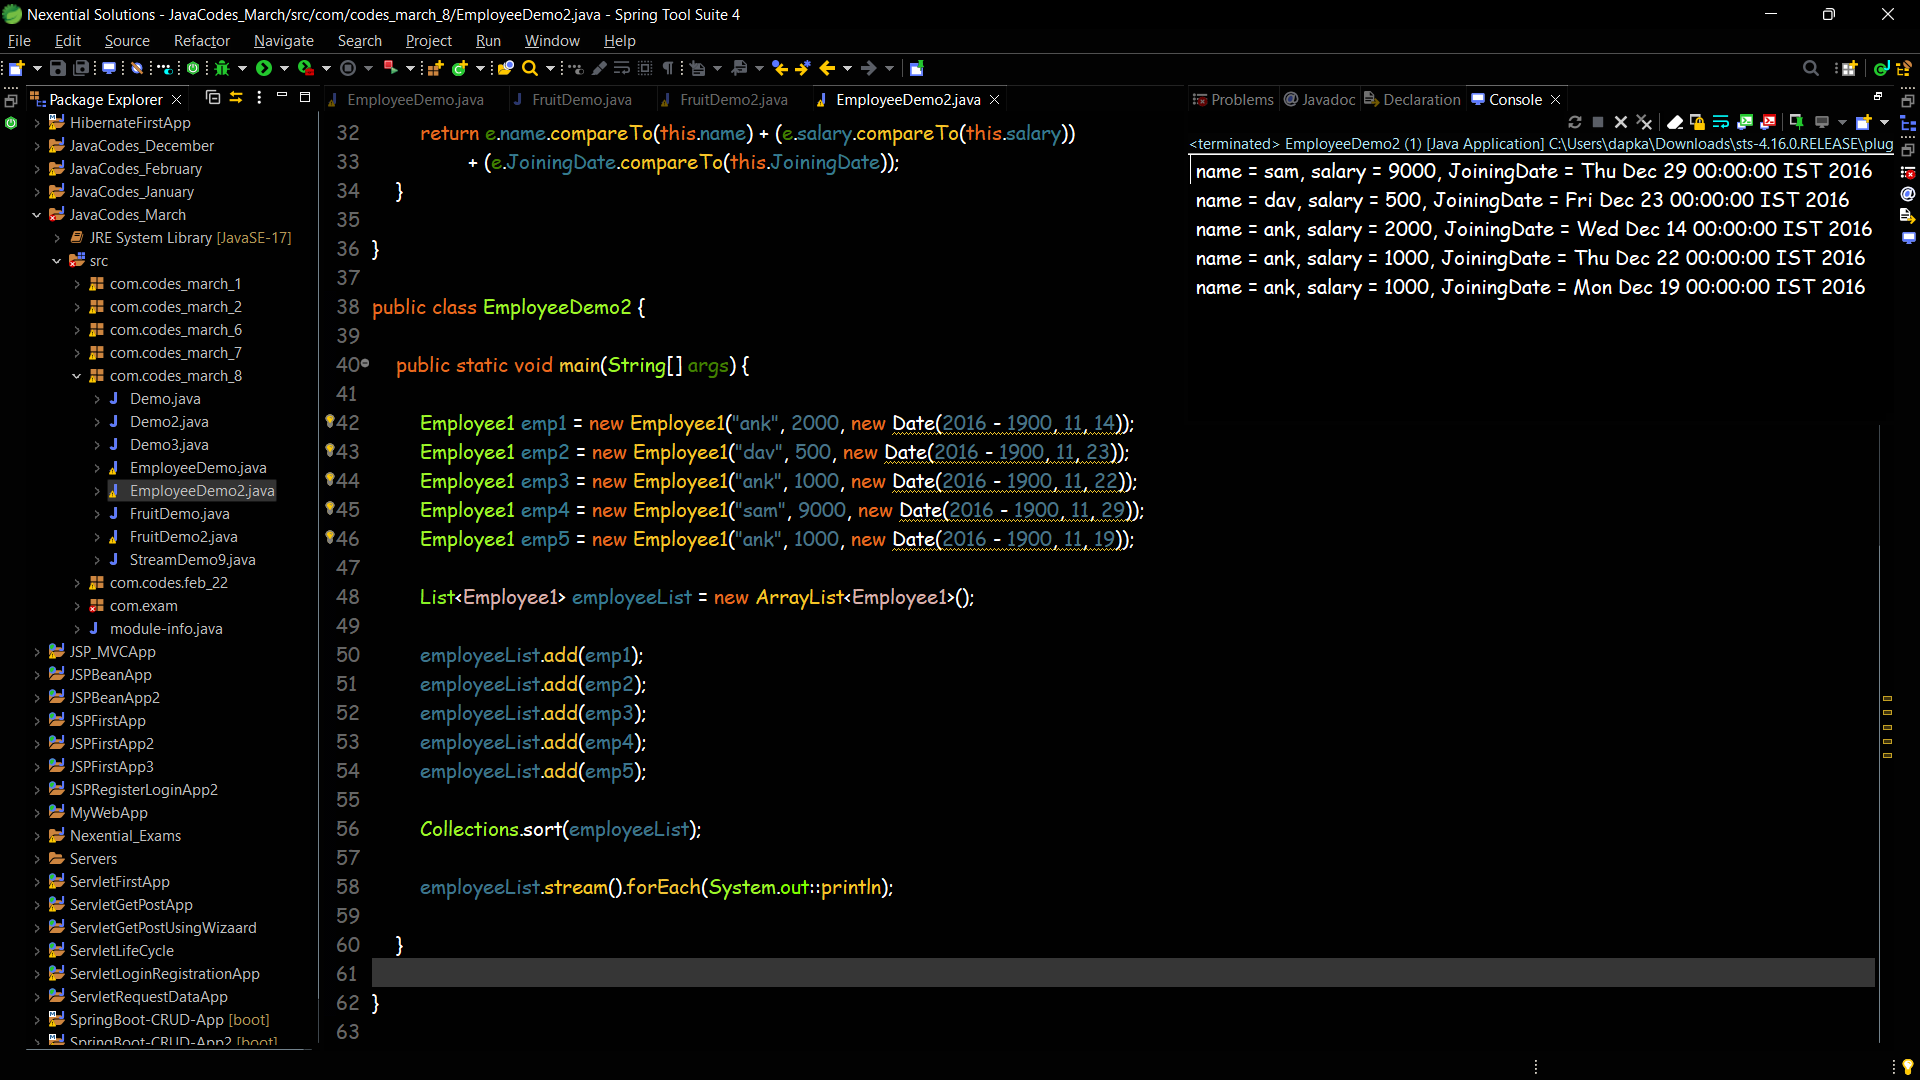 Nexential Solutions - JavaCodes_March/src/com/codes_march_8/EmployeeDemo2.java - Spring Tool Suite 4
File Edit Source Refactor Navigate Search Project Run Window Help
Package Explorer
HibernateFirstApp
JavaCodes_December
JavaCodes_February
JavaCodes_January
JavaCodes_March
JRE System Library [JavaSE-17]
src
com.codes_march_1
com.codes_march_2
com.codes_march_6
com.codes_march_7
com.codes_march_8
Demo.java
Demo2.java
Demo3.java
EmployeeDemo.java
EmployeeDemo2.java
FruitDemo.java
FruitDemo2.java
StreamDemo9.java
com.codes.feb_22
com.exam
module-info.java
JSP_MVCApp
JSPBeanApp
JSPBeanApp2
JSPFirstApp
JSPFirstApp2
JSPFirstApp3
JSPRegisterLoginApp2
MyWebApp
Nexential_Exams
Servers
ServletFirstApp
ServletGetPostApp
ServletGetPostUsingWizaard
ServletLifeCycle
ServletLoginRegistrationApp
ServletRequestDataApp
SpringBoot-CRUD-App [boot]
SpringBoot-CRUD-App2 [boot]
EmployeeDemo.java FruitDemo.java FruitDemo2.java EmployeeDemo2.java
32 return e.name.compareTo(this.name) + (e.salary.compareTo(this.salary))
33 + (e.JoiningDate.compareTo(this.JoiningDate));
34 }
35
36 }
37
38 public class EmployeeDemo2 {
39
40 public static void main(String[] args) {
41
42 Employee1 emp1 = new Employee1("ank", 2000, new Date(2016 - 1900, 11, 14));
43 Employee1 emp2 = new Employee1("dav", 500, new Date(2016 - 1900, 11, 23));
44 Employee1 emp3 = new Employee1("ank", 1000, new Date(2016 - 1900, 11, 22));
45 Employee1 emp4 = new Employee1("sam", 9000, new Date(2016 - 1900, 11, 29));
46 Employee1 emp5 = new Employee1("ank", 1000, new Date(2016 - 1900, 11, 19));
47
48 List<Employee1> employeeList = new ArrayList<Employee1>();
49
50 employeeList.add(emp1);
51 employeeList.add(emp2);
52 employeeList.add(emp3);
53 employeeList.add(emp4);
54 employeeList.add(emp5);
55
56 Collections.sort(employeeList);
57
58 employeeList.stream().forEach(System.out::println);
59
60 }
61
62 }
63
Problems Javadoc Declaration Console
<terminated> EmployeeDemo2 (1) [Java Application] C:\Users\dapka\Downloads\sts-4.16.0.RELEASE\plug
name = sam, salary = 9000, JoiningDate = Thu Dec 29 00:00:00 IST 2016
name = dav, salary = 500, JoiningDate = Fri Dec 23 00:00:00 IST 2016
name = ank, salary = 2000, JoiningDate = Wed Dec 14 00:00:00 IST 2016
name = ank, salary = 1000, JoiningDate = Thu Dec 22 00:00:00 IST 2016
name = ank, salary = 1000, JoiningDate = Mon Dec 19 00:00:00 IST 2016